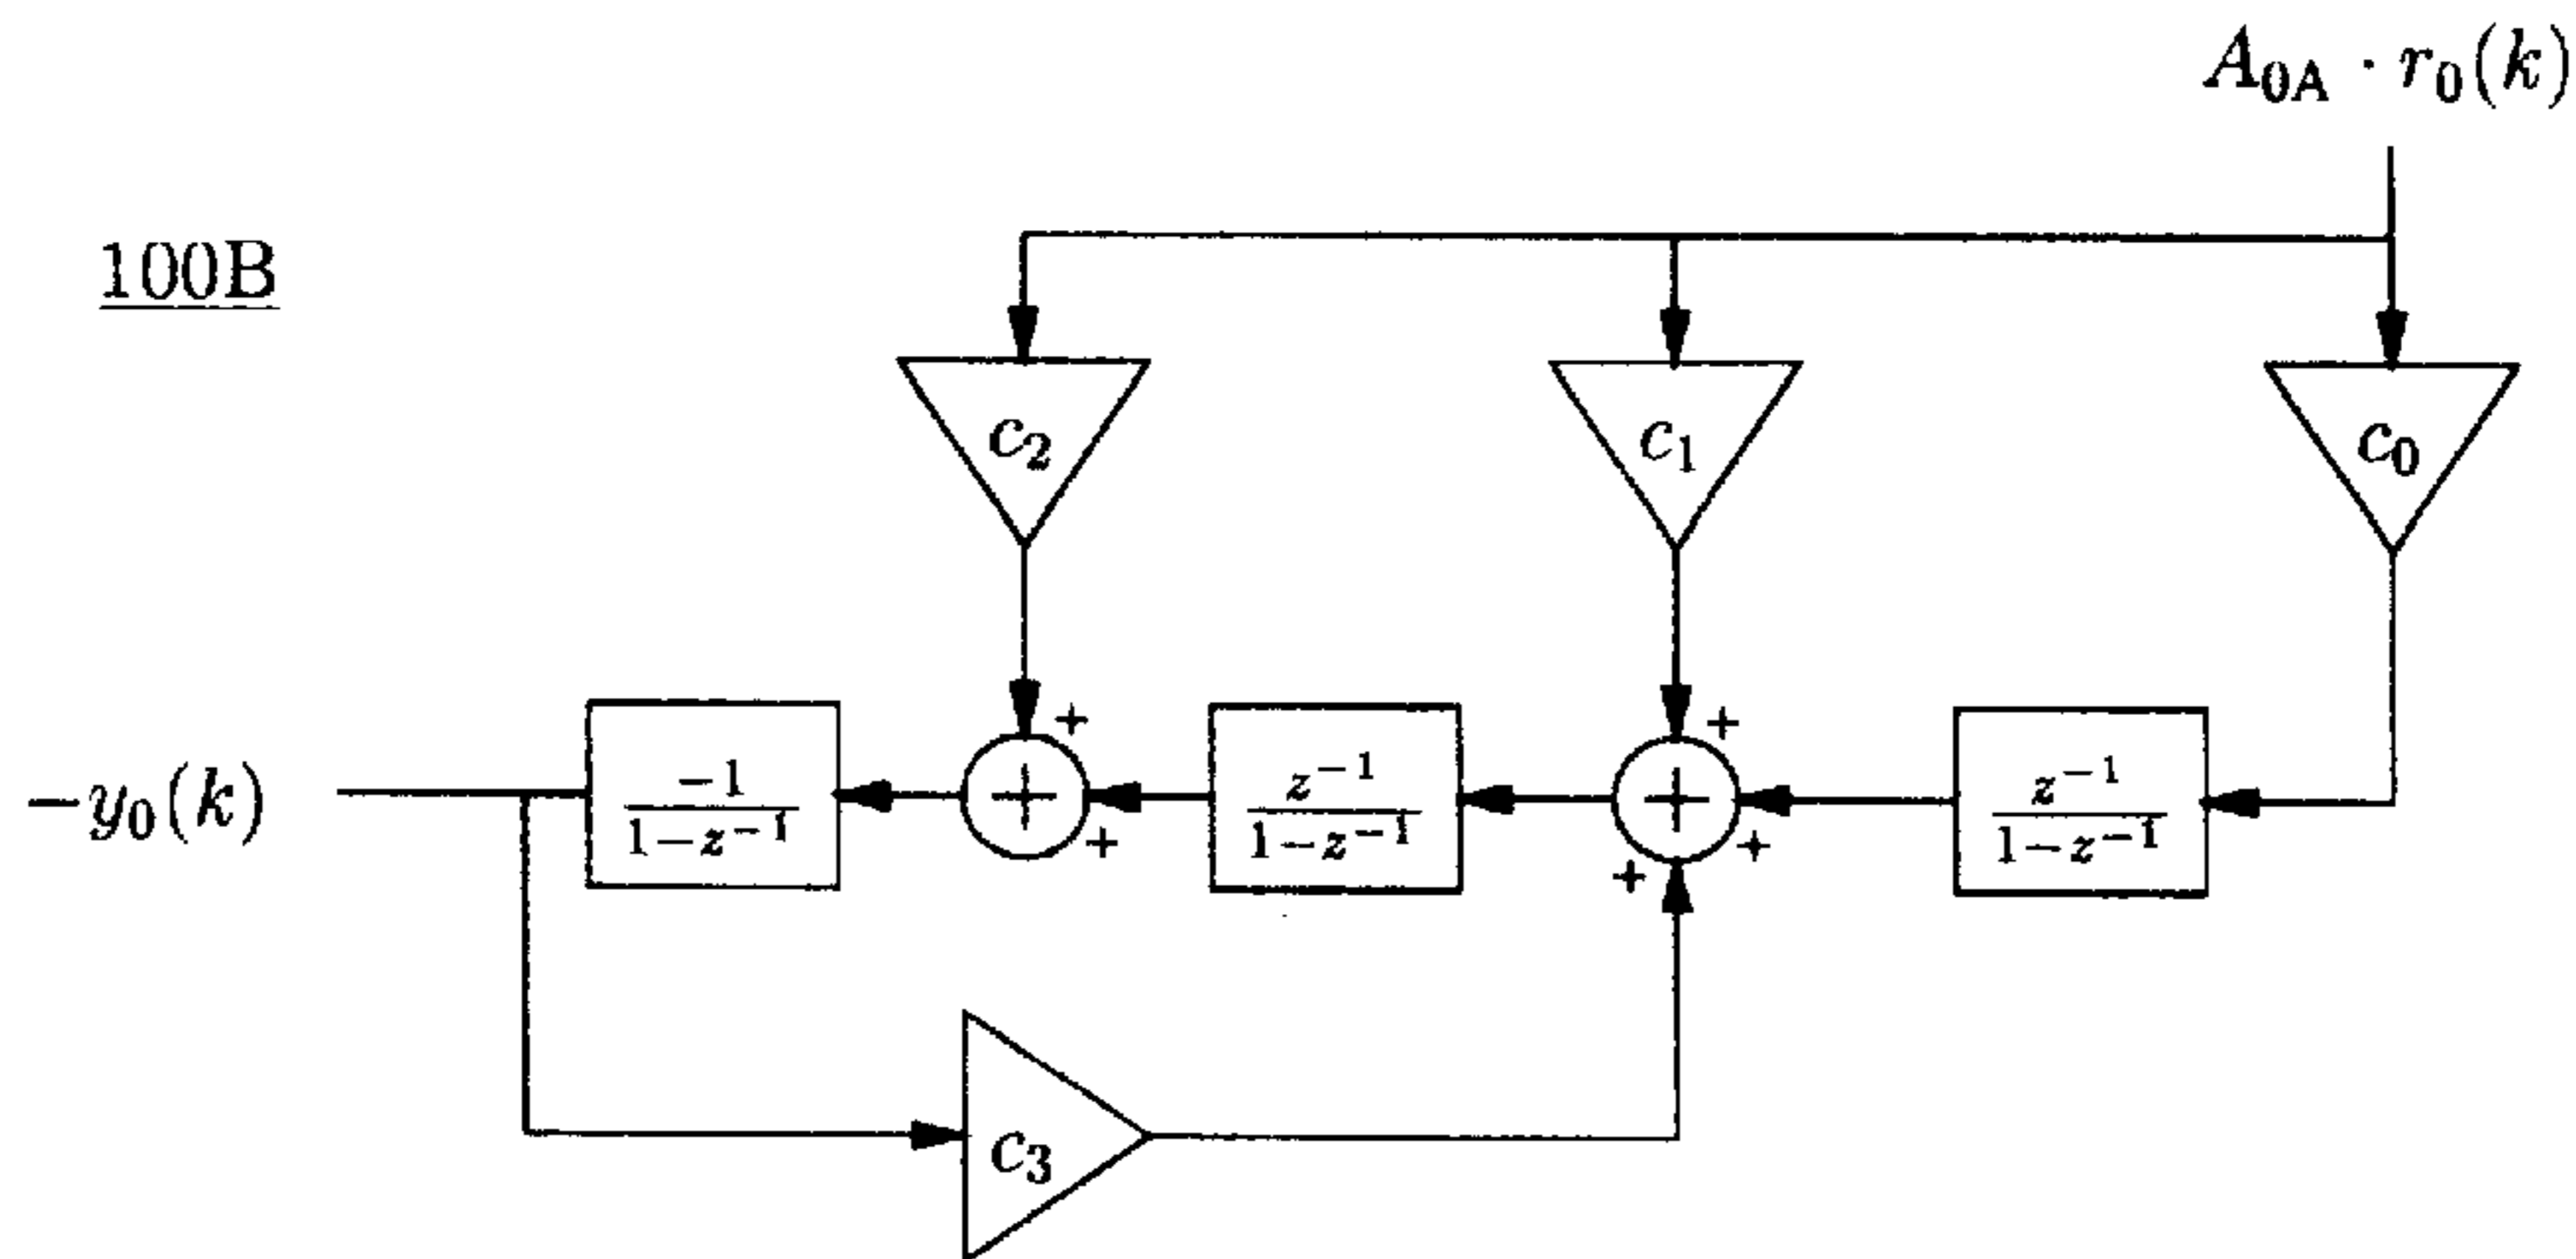 A₀A · r₀(k)
100B
c₂
c₁
c₀
+
+
−y₀(k)
−1
1−z⁻¹
+
+
z⁻¹
1−z⁻¹
+
+
+
z⁻¹
1−z⁻¹
c₃